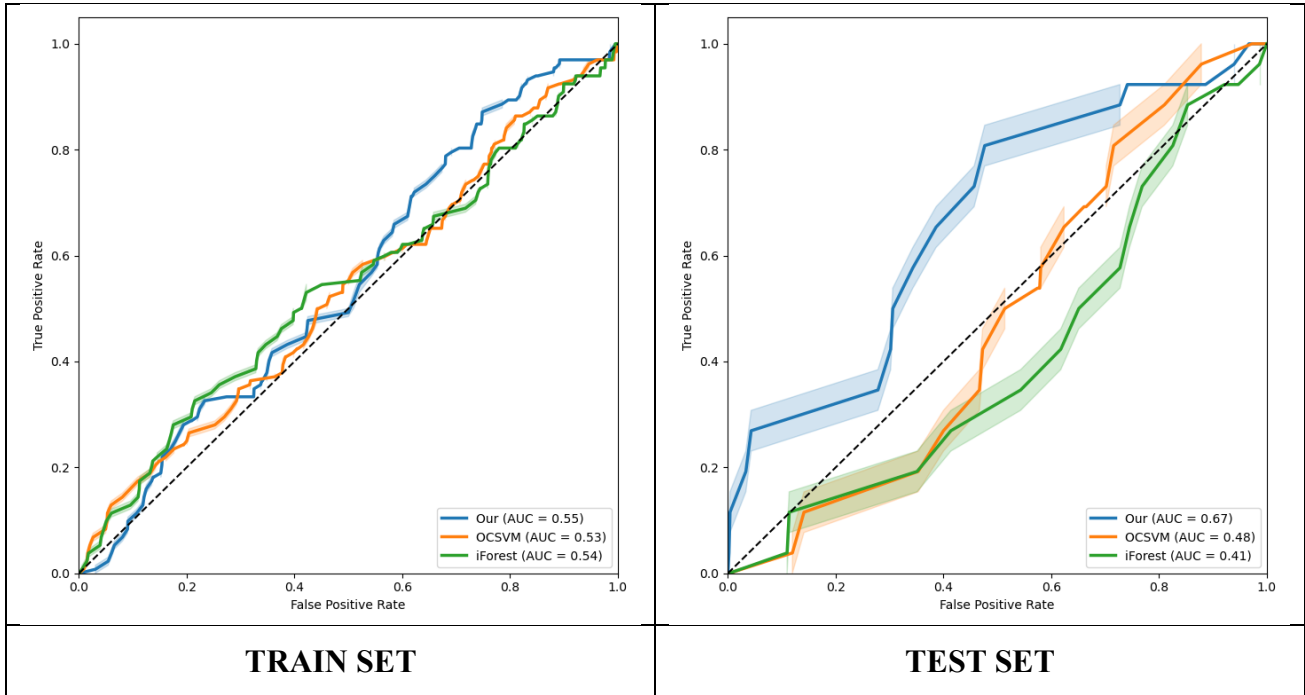 1.0
0.8
0.6
0.4
0.2
0.0
True Positive Rate
0.0 0.2 0.4 0.6 0.8 1.0
False Positive Rate
Our (AUC = 0.55)
OCSVM (AUC = 0.53)
iForest (AUC = 0.54)
TRAIN SET
1.0
0.8
0.6
0.4
0.2
0.0
True Positive Rate
0.0 0.2 0.4 0.6 0.8 1.0
False Positive Rate
Our (AUC = 0.67)
OCSVM (AUC = 0.48)
iForest (AUC = 0.41)
TEST SET